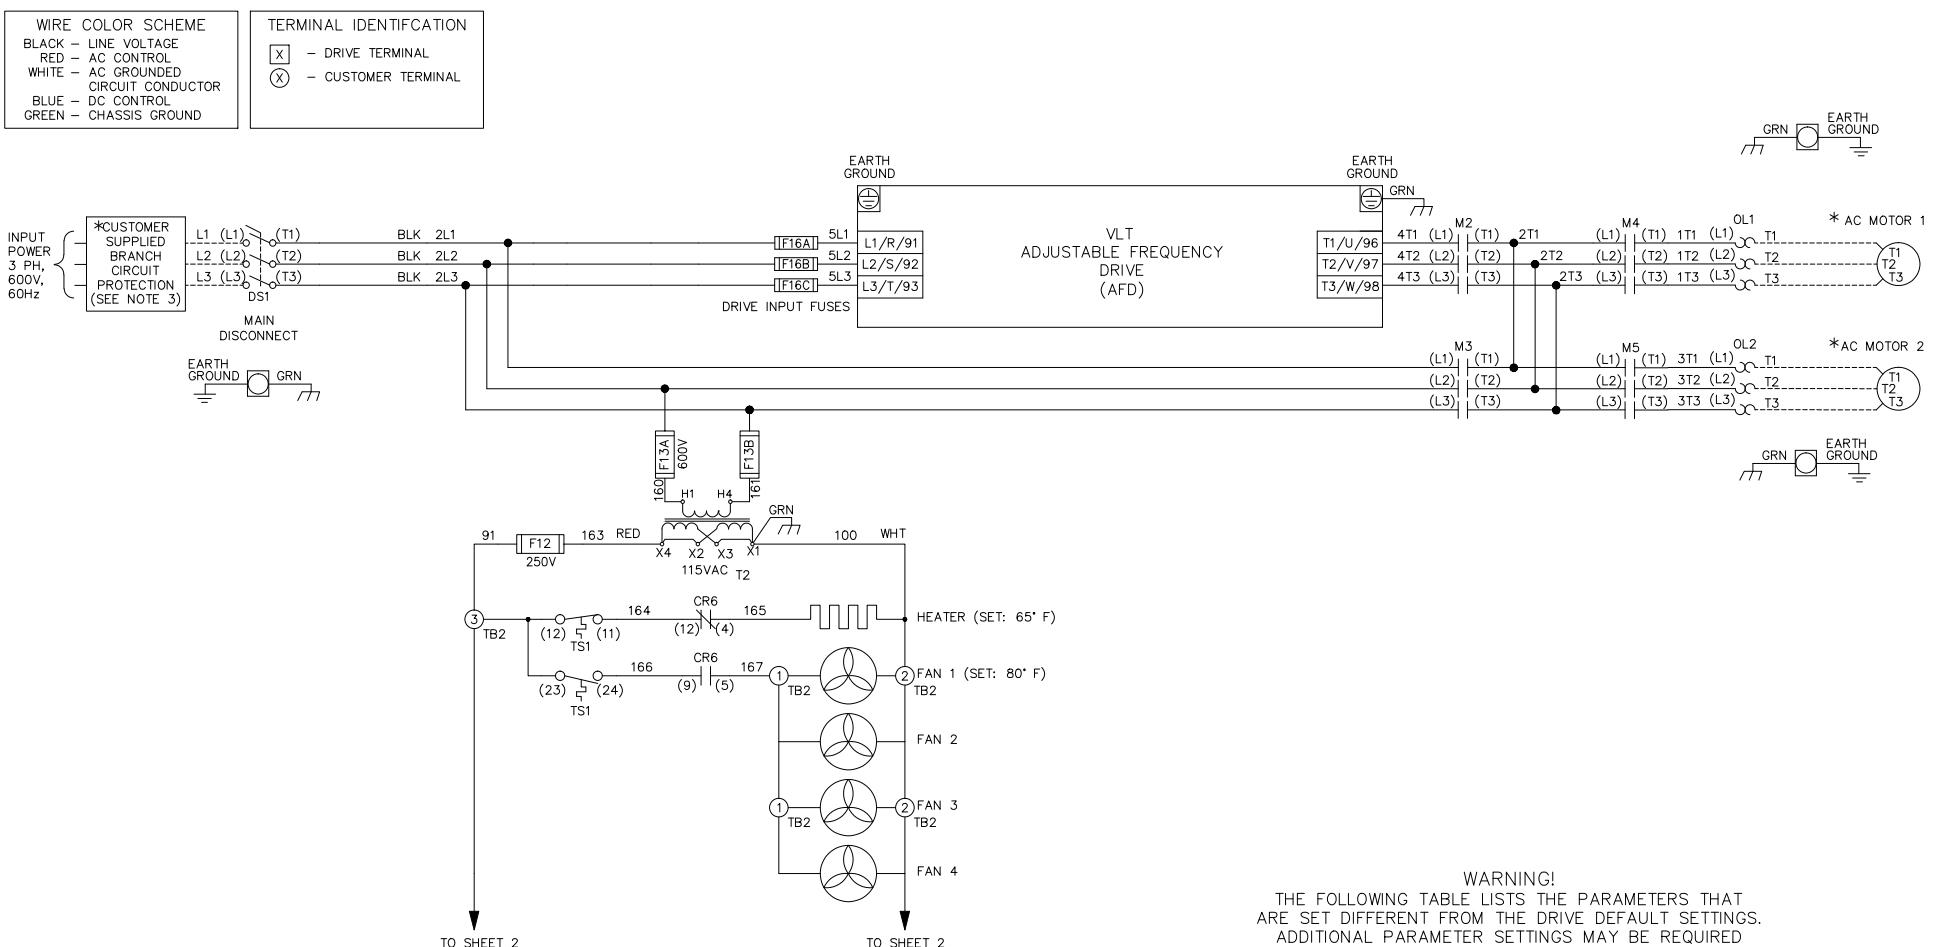 WIRE COLOR SCHEME
BLACK – LINE VOLTAGE
RED – AC CONTROL
WHITE – AC GROUNDED
CIRCUIT CONDUCTOR
BLUE – DC CONTROL
GREEN – CHASSIS GROUND
TERMINAL IDENTIFCATION
X – DRIVE TERMINAL
X – CUSTOMER TERMINAL
GRN
EARTH
GROUND
EARTH
GROUND
EARTH
GROUND
GRN
INPUT
POWER
3 PH,
600V,
60Hz
*CUSTOMER
SUPPLIED
BRANCH
CIRCUIT
PROTECTION
(SEE NOTE 3)
L1 (L1) (T1)
L2 (L2) (T2)
L3 (L3) (T3)
DS1
MAIN
DISCONNECT
BLK 2L1
BLK 2L2
BLK 2L3
F16A 5L1
F16B 5L2
F16C 5L3
DRIVE INPUT FUSES
L1/R/91
L2/S/92
L3/T/93
VLT
ADJUSTABLE FREQUENCY
DRIVE
(AFD)
T1/U/96
T2/V/97
T3/W/98
M2
4T1 (L1) (T1) 2T1
4T2 (L2) (T2) 2T2
4T3 (L3) (T3) 2T3
M4
(L1) (T1) 1T1 (L1)
(L2) (T2) 1T2 (L2)
(L3) (T3) 1T3 (L3)
OL1
T1
T2
T3
* AC MOTOR 1
T1
T2
T3
EARTH
GROUND
GRN
M3
(L1) (T1)
(L2) (T2)
(L3) (T3)
M5
(L1) (T1) 3T1 (L1)
(L2) (T2) 3T2 (L2)
(L3) (T3) 3T3 (L3)
OL2
T1
T2
T3
*AC MOTOR 2
T1
T2
T3
GRN
EARTH
GROUND
F13A
600V
F13B
160
161
H1 H4
GRN
91 F12 163 RED
250V
X4 X2 X3 X1
115VAC T2
100 WHT
3
TB2
(12) (11)
TS1
164
CR6
(12) (4)
165
HEATER (SET: 65° F)
(23) (24)
TS1
166
CR6
(9) (5)
167
1
TB2
2
TB2
FAN 1 (SET: 80° F)
FAN 2
1
TB2
2
TB2
FAN 3
FAN 4
TO SHEET 2
TO SHEET 2
WARNING!
THE FOLLOWING TABLE LISTS THE PARAMETERS THAT
ARE SET DIFFERENT FROM THE DRIVE DEFAULT SETTINGS.
ADDITIONAL PARAMETER SETTINGS MAY BE REQUIRED